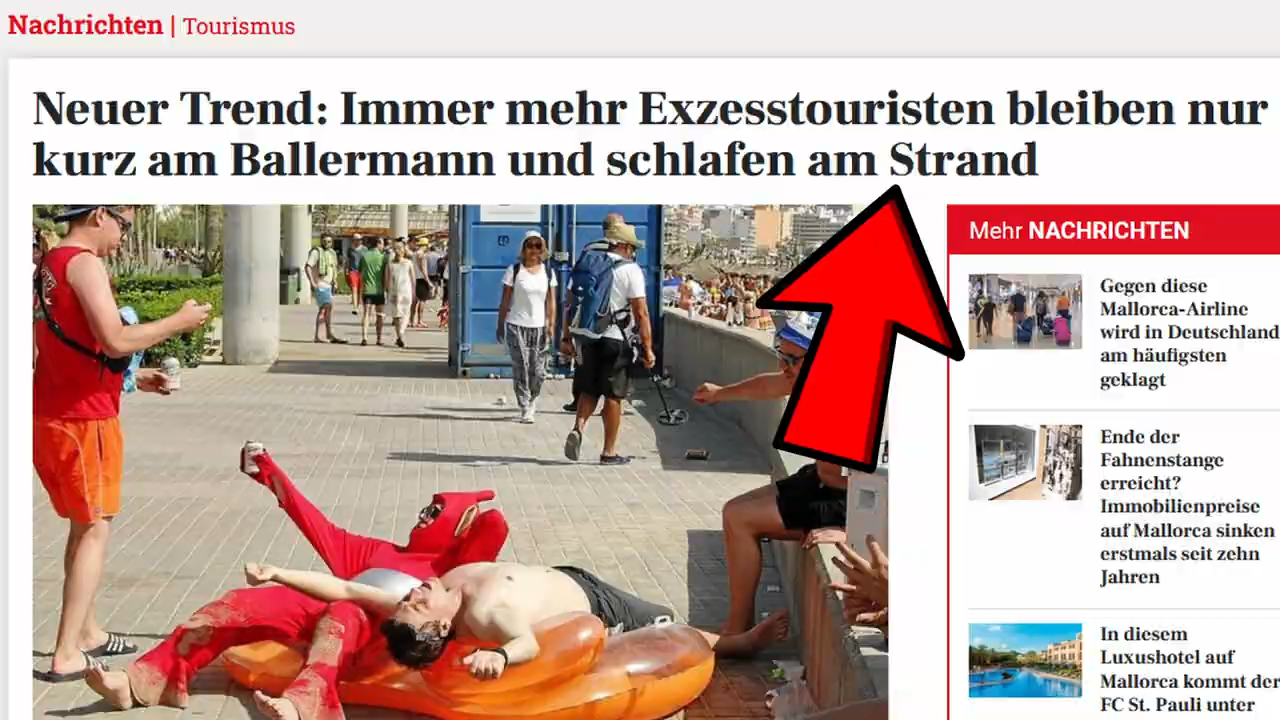 Nachrichten | Tourismus
Neuer Trend: Immer mehr Exzesstouristen bleiben nur
kurz am Ballermann und schlafen am Strand
Mehr NACHRICHTEN
Gegen diese
Mallorca-Airline
wird in Deutschland
am häufigsten
geklagt
Ende der
Fahnenstange
erreicht?
Immobilienpreise
auf Mallorca sinken
erstmals seit zehn
Jahren
In diesem
Luxushotel auf
Mallorca kommt der
FC St. Pauli unter